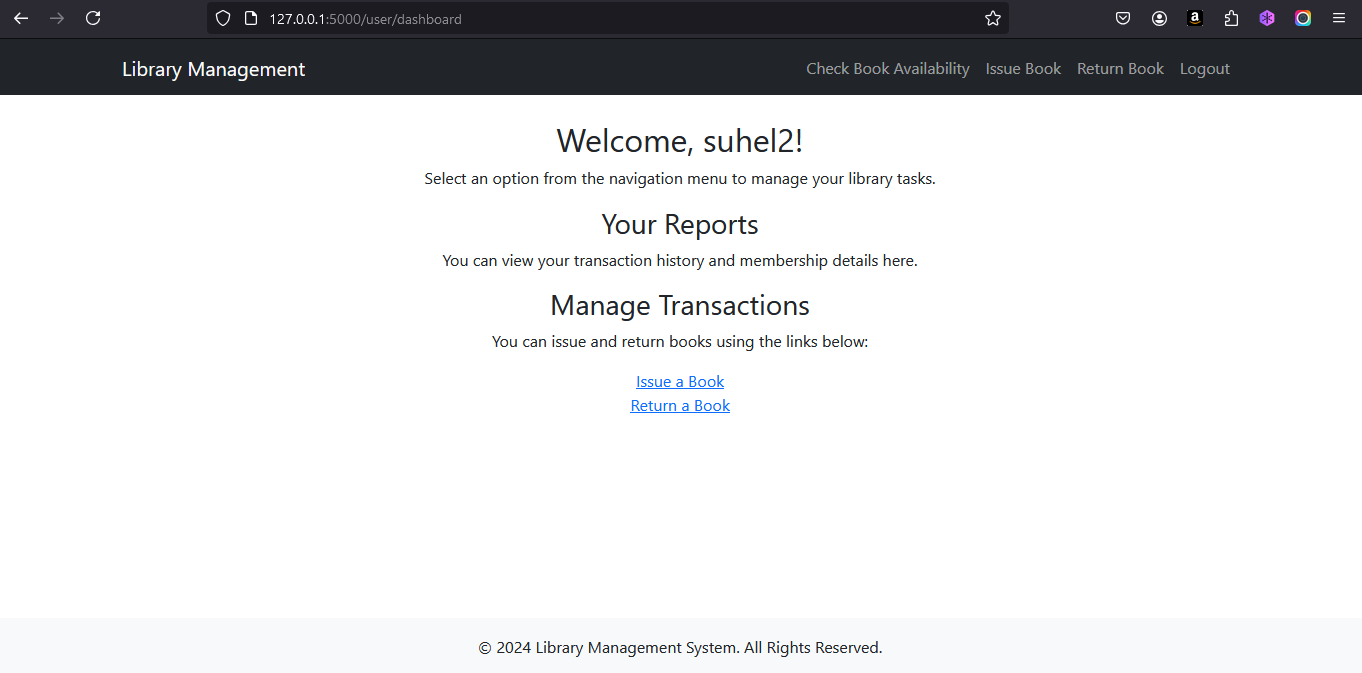 127.0.0.1:5000/user/dashboard
Library Management
Check Book Availability Issue Book Return Book Logout
Welcome, suhel2!
Select an option from the navigation menu to manage your library tasks.
Your Reports
You can view your transaction history and membership details here.
Manage Transactions
You can issue and return books using the links below:
Issue a Book
Return a Book
© 2024 Library Management System. All Rights Reserved.